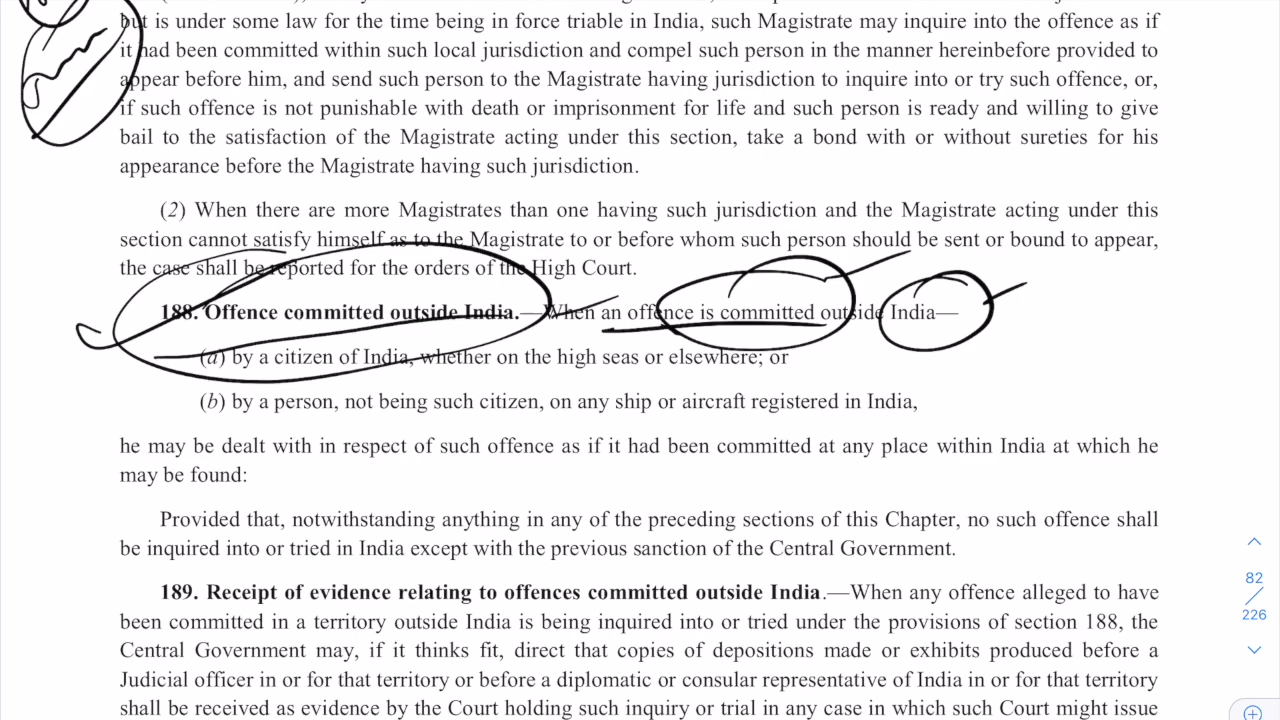 but is under some law for the time being in force triable in India, such Magistrate may inquire into the offence as if
it had been committed within such local jurisdiction and compel such person in the manner hereinbefore provided to
appear before him, and send such person to the Magistrate having jurisdiction to inquire into or try such offence, or,
if such offence is not punishable with death or imprisonment for life and such person is ready and willing to give
bail to the satisfaction of the Magistrate acting under this section, take a bond with or without sureties for his
appearance before the Magistrate having such jurisdiction.
(2) When there are more Magistrates than one having such jurisdiction and the Magistrate acting under this
section cannot satisfy himself as to the Magistrate to or before whom such person should be sent or bound to appear,
the case shall be reported for the orders of the High Court.
188. Offence committed outside India.—When an offence is committed outside India—
(a) by a citizen of India, whether on the high seas or elsewhere; or
(b) by a person, not being such citizen, on any ship or aircraft registered in India,
he may be dealt with in respect of such offence as if it had been committed at any place within India at which he
may be found:
Provided that, notwithstanding anything in any of the preceding sections of this Chapter, no such offence shall
be inquired into or tried in India except with the previous sanction of the Central Government.
82
226
189. Receipt of evidence relating to offences committed outside India.—When any offence alleged to have
been committed in a territory outside India is being inquired into or tried under the provisions of section 188, the
Central Government may, if it thinks fit, direct that copies of depositions made or exhibits produced before a
Judicial officer in or for that territory or before a diplomatic or consular representative of India in or for that territory
shall be received as evidence by the Court holding such inquiry or trial in any case in which such Court might issue